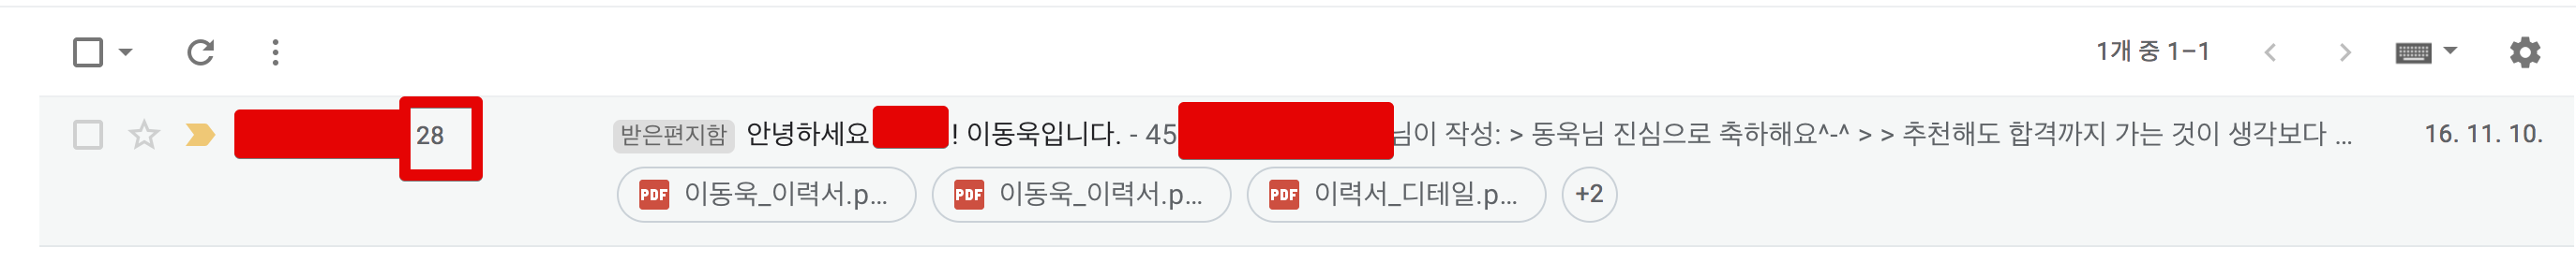 1개 중 1–1
28 받은편지함 안녕하세요 ! 이동욱입니다. - 45 님이 작성: > 동욱님 진심으로 축하해요^-^ > > 추천해도 합격까지 가는 것이 생각보다 ... 16. 11. 10.
PDF 이동욱_이력서.p... PDF 이동욱_이력서.p... PDF 이력서_디테일.p... +2